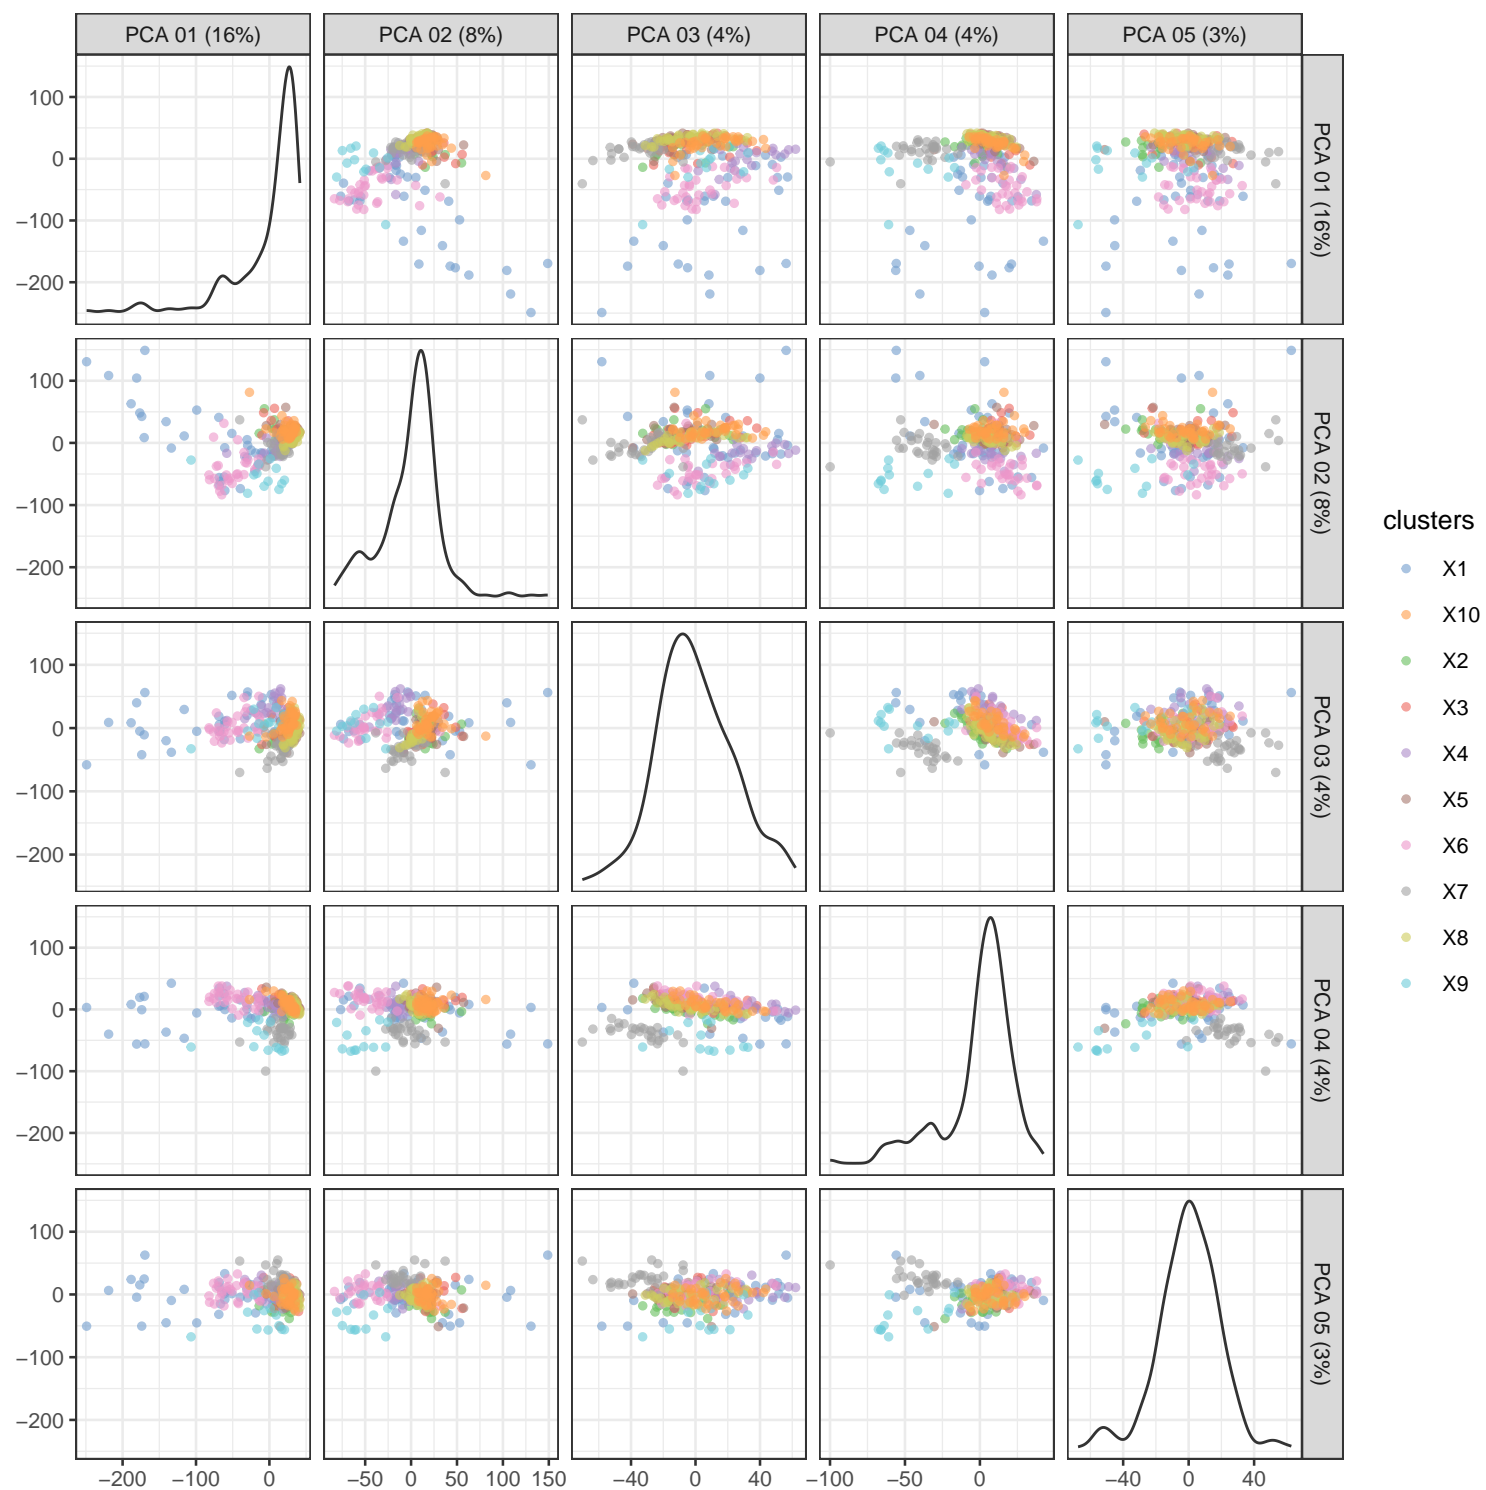 PCA 01 (16%) PCA 02 (8%) PCA 03 (4%) PCA 04 (4%) PCA 05 (3%)
100
0
−100
−200
PCA 01 (16%)
100
0
−100
−200
PCA 02 (8%)
100
0
−100
−200
PCA 03 (4%)
100
0
−100
−200
PCA 04 (4%)
100
0
−100
−200
PCA 05 (3%)
−200 −100 0 −50 0 50 100 150 −40 0 40 −100 −50 0 −40 0 40
clusters
X1
X10
X2
X3
X4
X5
X6
X7
X8
X9